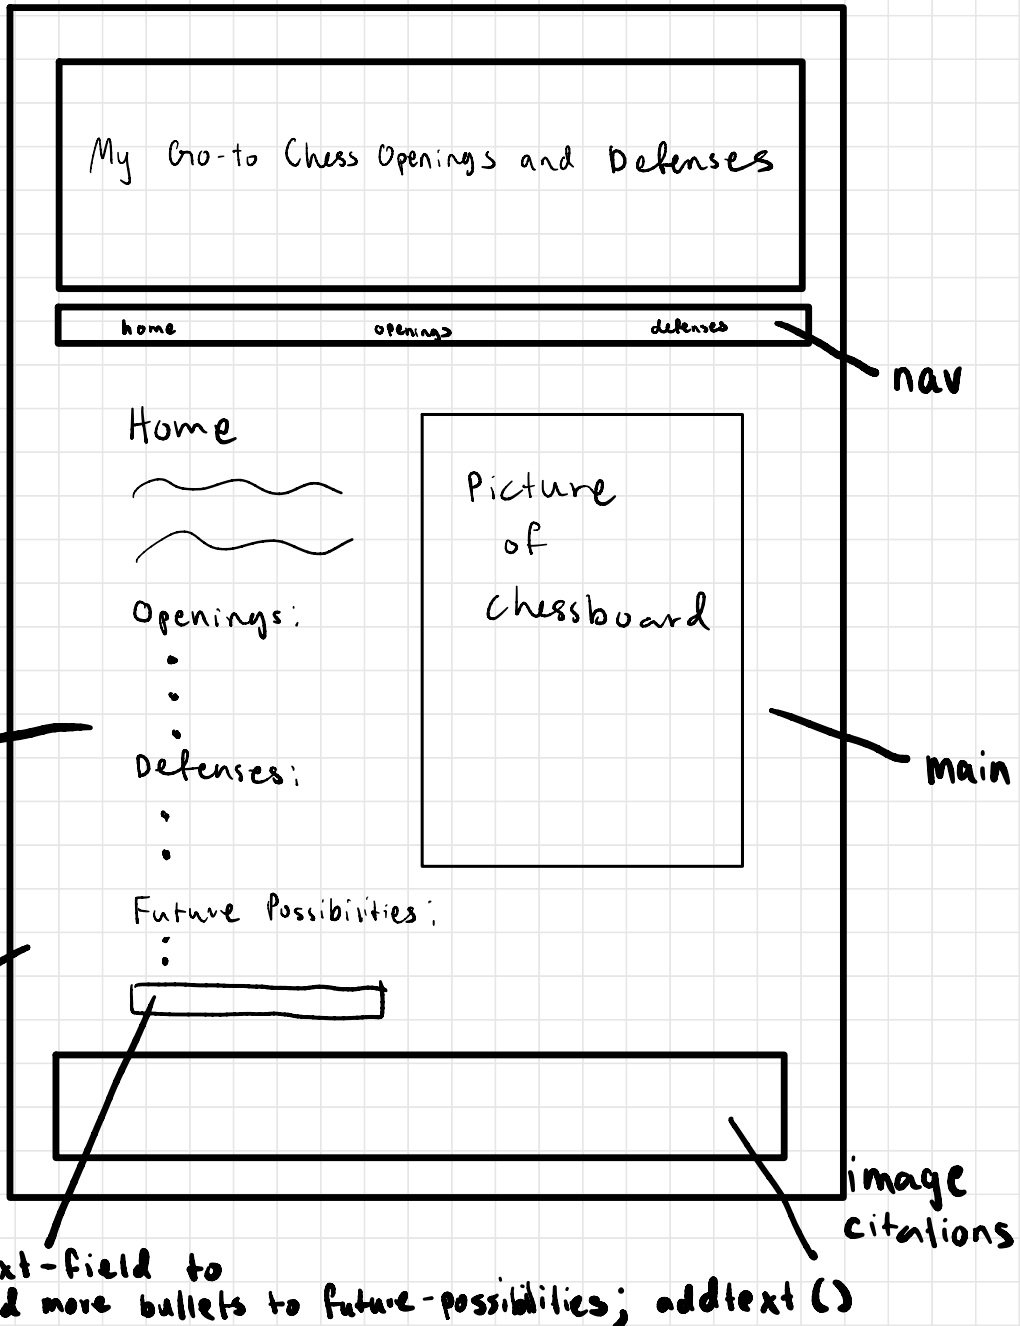 My Go-to Chess Openings and Defenses
home openings defenses
nav
Home
Picture
of
Chessboard
Openings:
Defenses:
main
Future Possibilities:
image
citations
xt-field to
d more bullets to future-possibilities; addtext()